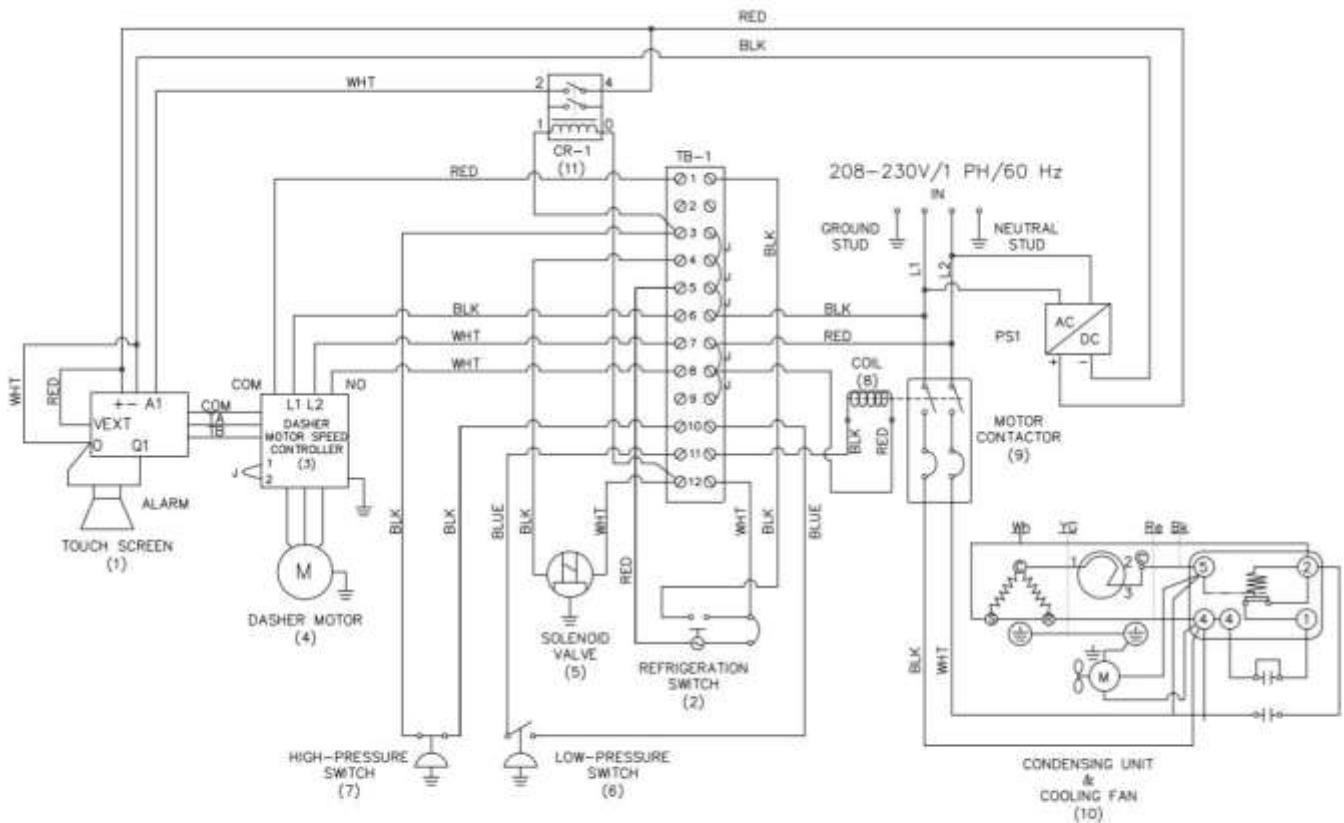 RED
BLK
WHT
2 4
1 0
CR-1
(11)
TB-1
RED
1
2
3
4
5
6
7
8
9
10
11
12
J
J
J
J
J
BLK
208-230V/1 PH/60 Hz
IN
GROUND
STUD
NEUTRAL
STUD
L1
L2
BLK
RED
PS1
AC
DC
+ -
BLK
WHT
WHT
WHT
RED
COM
NO
+ - A1
VEXT
O Q1
COM
TA
TB
L1 L2
DASHER
MOTOR SPEED
CONTROLLER
(3)
1
2
J
ALARM
TOUCH SCREEN
(1)
M
DASHER MOTOR
(4)
COIL
(8)
BLK
RED
MOTOR
CONTACTOR
(9)
BLK
BLK
BLUE
BLK
WHT
RED
WHT
BLK
BLUE
SOLENOID
VALVE
(5)
REFRIGERATION
SWITCH
(2)
HIGH-PRESSURE
SWITCH
(7)
LOW-PRESSURE
SWITCH
(6)
BLK
WHT
Wh YG Re Bk
1 2 C 5 2
3
C
S R
4 4 1
M
CONDENSING UNIT
&
COOLING FAN
(10)